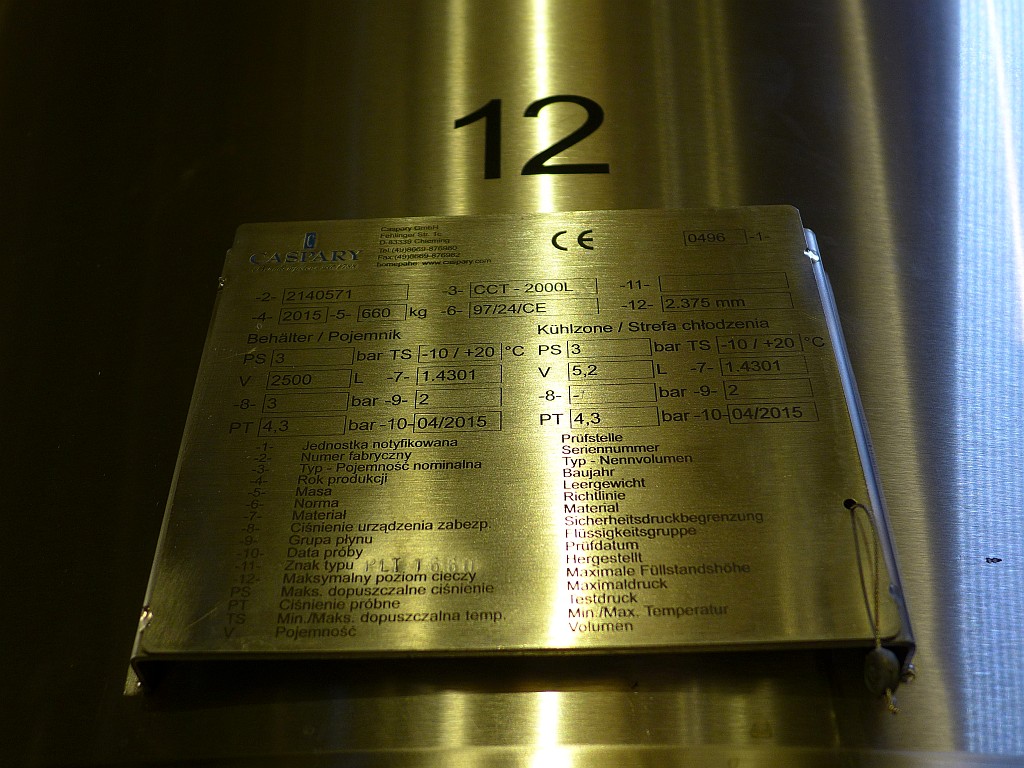 12
CASPARY
Caspary GmbH
D-83339 Chieming
homepahe: www.caspary.com
CE
0496 -1-
-2- 2140571 -3- CCT - 2000L -11-
-4- 2015 -5- 660 kg -6- 97/24/CE -12- 2.375 mm
Behälter / Pojemnik Kühlzone / Strefa chłodzenia
PS 3 bar TS -10 / +20 °C PS 3 bar TS -10 / +20 °C
V 2500 L -7- 1.4301 V 5,2 L -7- 1.4301
-8- 3 bar -9- 2 -8- - bar -9- 2
PT 4,3 bar -10- 04/2015 PT 4,3 bar -10- 04/2015
-1- Jednostka notyfikowana Prüfstelle
-2- Numer fabryczny Seriennummer
-3- Typ - Pojemność nominalna Typ - Nennvolumen
-4- Rok produkcji Baujahr
-5- Masa Leergewicht
-6- Norma Richtlinie
-7- Materiał Material
-8- Ciśnienie urządzenia zabezp. Sicherheitsdruckbegrenzung
-9- Grupa płynu Flüssigkeitsgruppe
-10- Data próby Prüfdatum
-11- Znak typu Hergestellt
-12- Maksymalny poziom cieczy Maximale Füllstandshöhe
PS Maks. dopuszczalne ciśnienie Maximaldruck
PT Ciśnienie próbne Testdruck
TS Min./Maks. dopuszczalna temp. Min./Max. Temperatur
V Pojemność Volumen